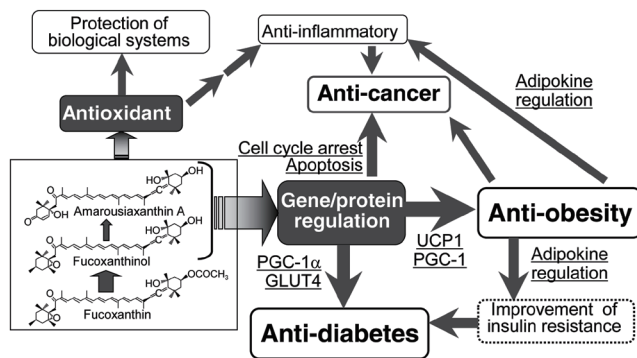 Protection of
biological systems
Anti-inflammatory
Antioxidant
Anti-cancer
Adipokine
regulation
Cell cycle arrest
Apoptosis
O
HO
OH
C
O
OH
Amarousiaxanthin A
O
HO
OH
C
O
Fucoxanthinol
O
HO
OCOCH3
C
O
Fucoxanthin
Gene/protein
regulation
UCP1
PGC-1
Anti-obesity
PGC-1α
GLUT4
Adipokine
regulation
Anti-diabetes
Improvement of
insulin resistance